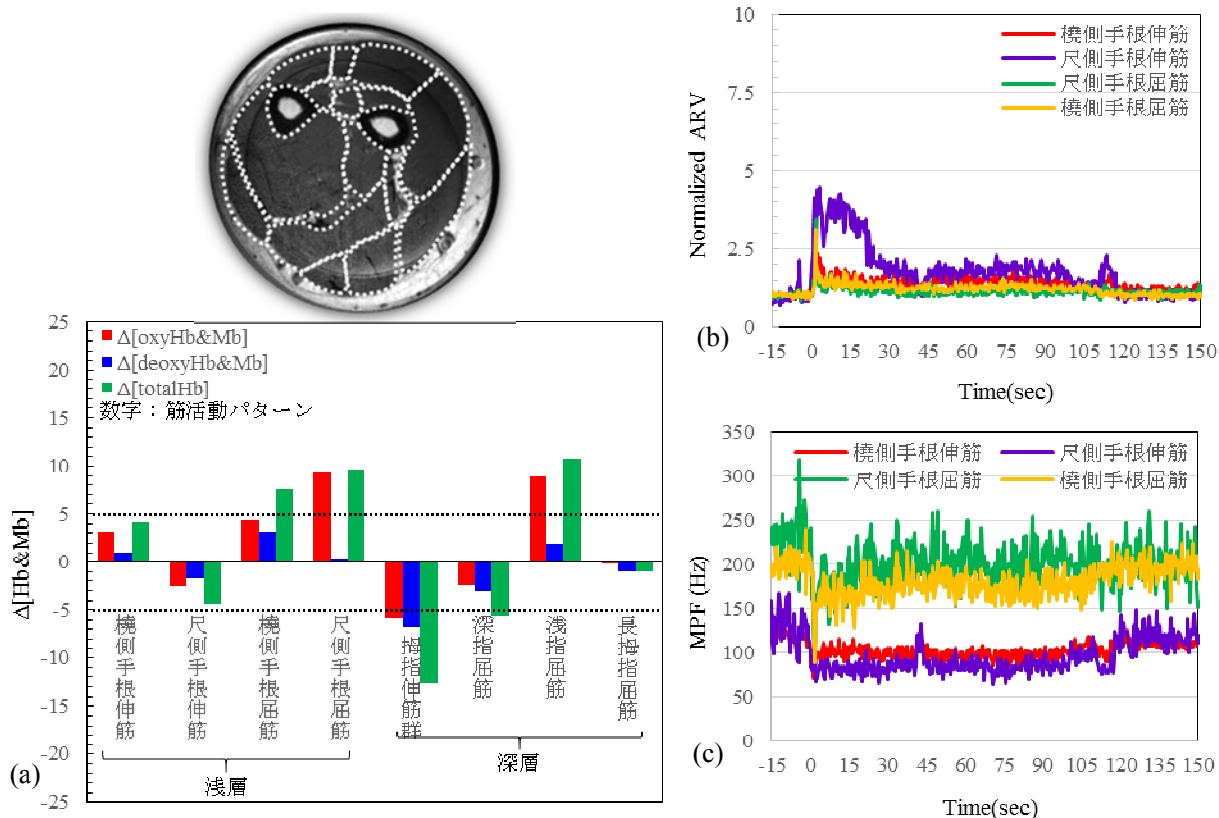 25
20
15
10
5
0
-5
-10
-15
-20
-25
Δ[Hb&Mb]
Δ[oxyHb&Mb]
Δ[deoxyHb&Mb]
Δ[totalHb]
数字：筋活動パターン
橈側手根伸筋
尺側手根伸筋
橈側手根屈筋
尺側手根屈筋
拇指伸筋群
深指屈筋
浅指屈筋
長拇指屈筋
浅層
深層
(a)
10
7.5
5
2.5
0
Normalized ARV
橈側手根伸筋
尺側手根伸筋
尺側手根屈筋
橈側手根屈筋
-15 0 15 30 45 60 75 90 105 120 135 150
Time(sec)
(b)
350
300
250
200
150
100
50
0
MPF (Hz)
橈側手根伸筋 尺側手根伸筋
尺側手根屈筋 橈側手根屈筋
-15 0 15 30 45 60 75 90 105 120 135 150
Time(sec)
(c)